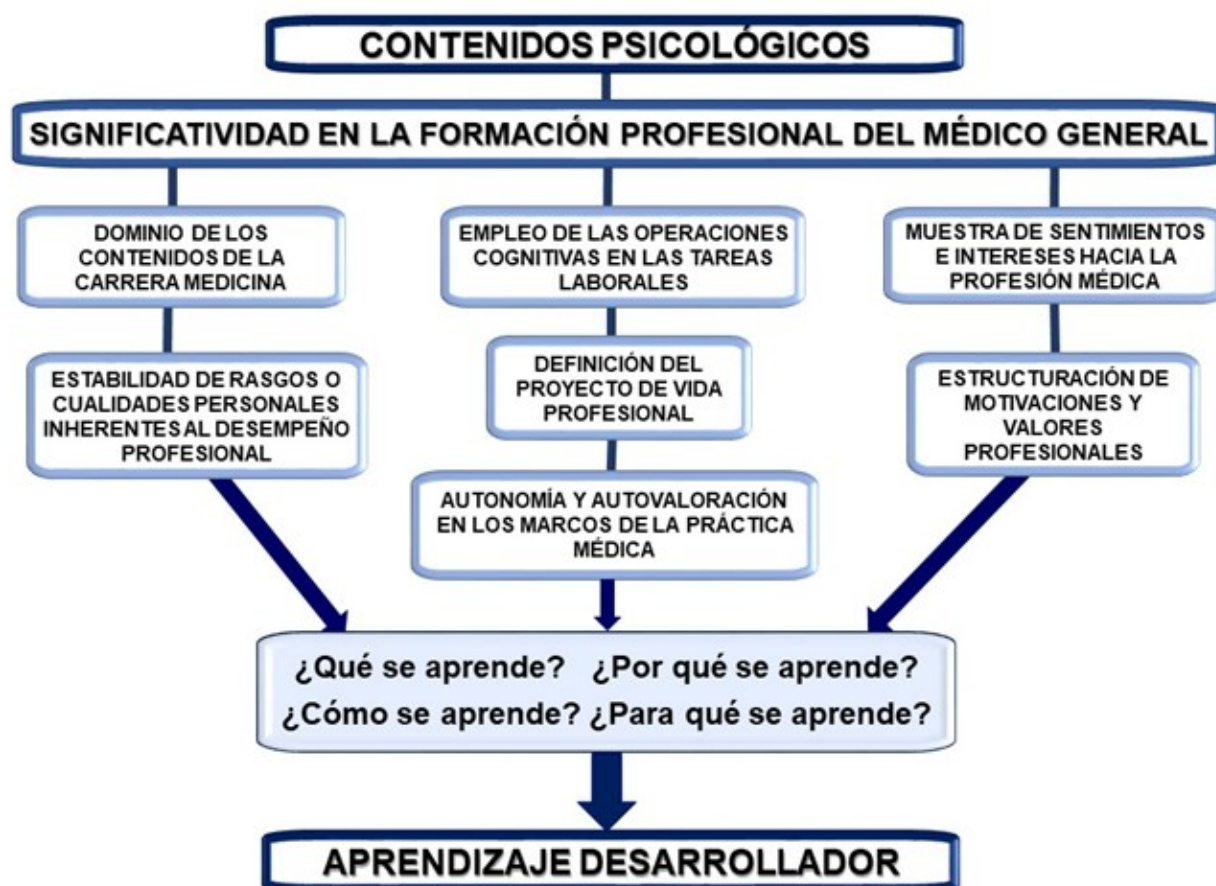 CONTENIDOS PSICOLÓGICOS
SIGNIFICATIVIDAD EN LA FORMACIÓN PROFESIONAL DEL MÉDICO GENERAL
DOMINIO DE LOS
CONTENIDOS DE LA
CARRERA MEDICINA
EMPLEO DE LAS OPERACIONES
COGNITIVAS EN LAS TAREAS
LABORALES
MUESTRA DE SENTIMIENTOS
E INTERESES HACIA LA
PROFESIÓN MÉDICA
ESTABILIDAD DE RASGOS O
CUALIDADES PERSONALES
INHERENTES AL DESEMPEÑO
PROFESIONAL
DEFINICIÓN DEL
PROYECTO DE VIDA
PROFESIONAL
ESTRUCTURACIÓN DE
MOTIVACIONES Y
VALORES
PROFESIONALES
AUTONOMÍA Y AUTOVALORACIÓN
EN LOS MARCOS DE LA PRÁCTICA
MÉDICA
¿Qué se aprende? ¿Por qué se aprende?
¿Cómo se aprende? ¿Para qué se aprende?
APRENDIZAJE DESARROLLADOR